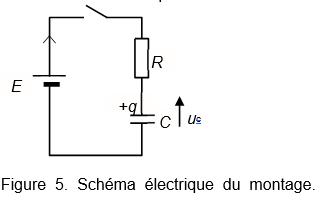 R
E
+q
C
uc
Figure 5. Schéma électrique du montage.